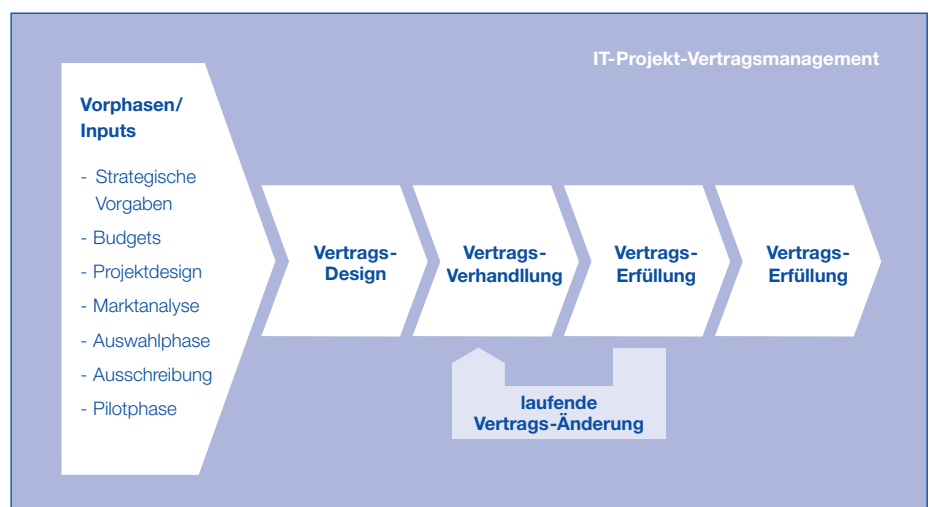 IT-Projekt-Vertragsmanagement
Vorphasen/
Inputs
- Strategische
Vorgaben
- Budgets
- Projektdesign
- Marktanalyse
- Auswahlphase
- Ausschreibung
- Pilotphase
Vertrags-
Design
Vertrags-
Verhandllung
Vertrags-
Erfüllung
Vertrags-
Erfüllung
laufende
Vertrags-Änderung